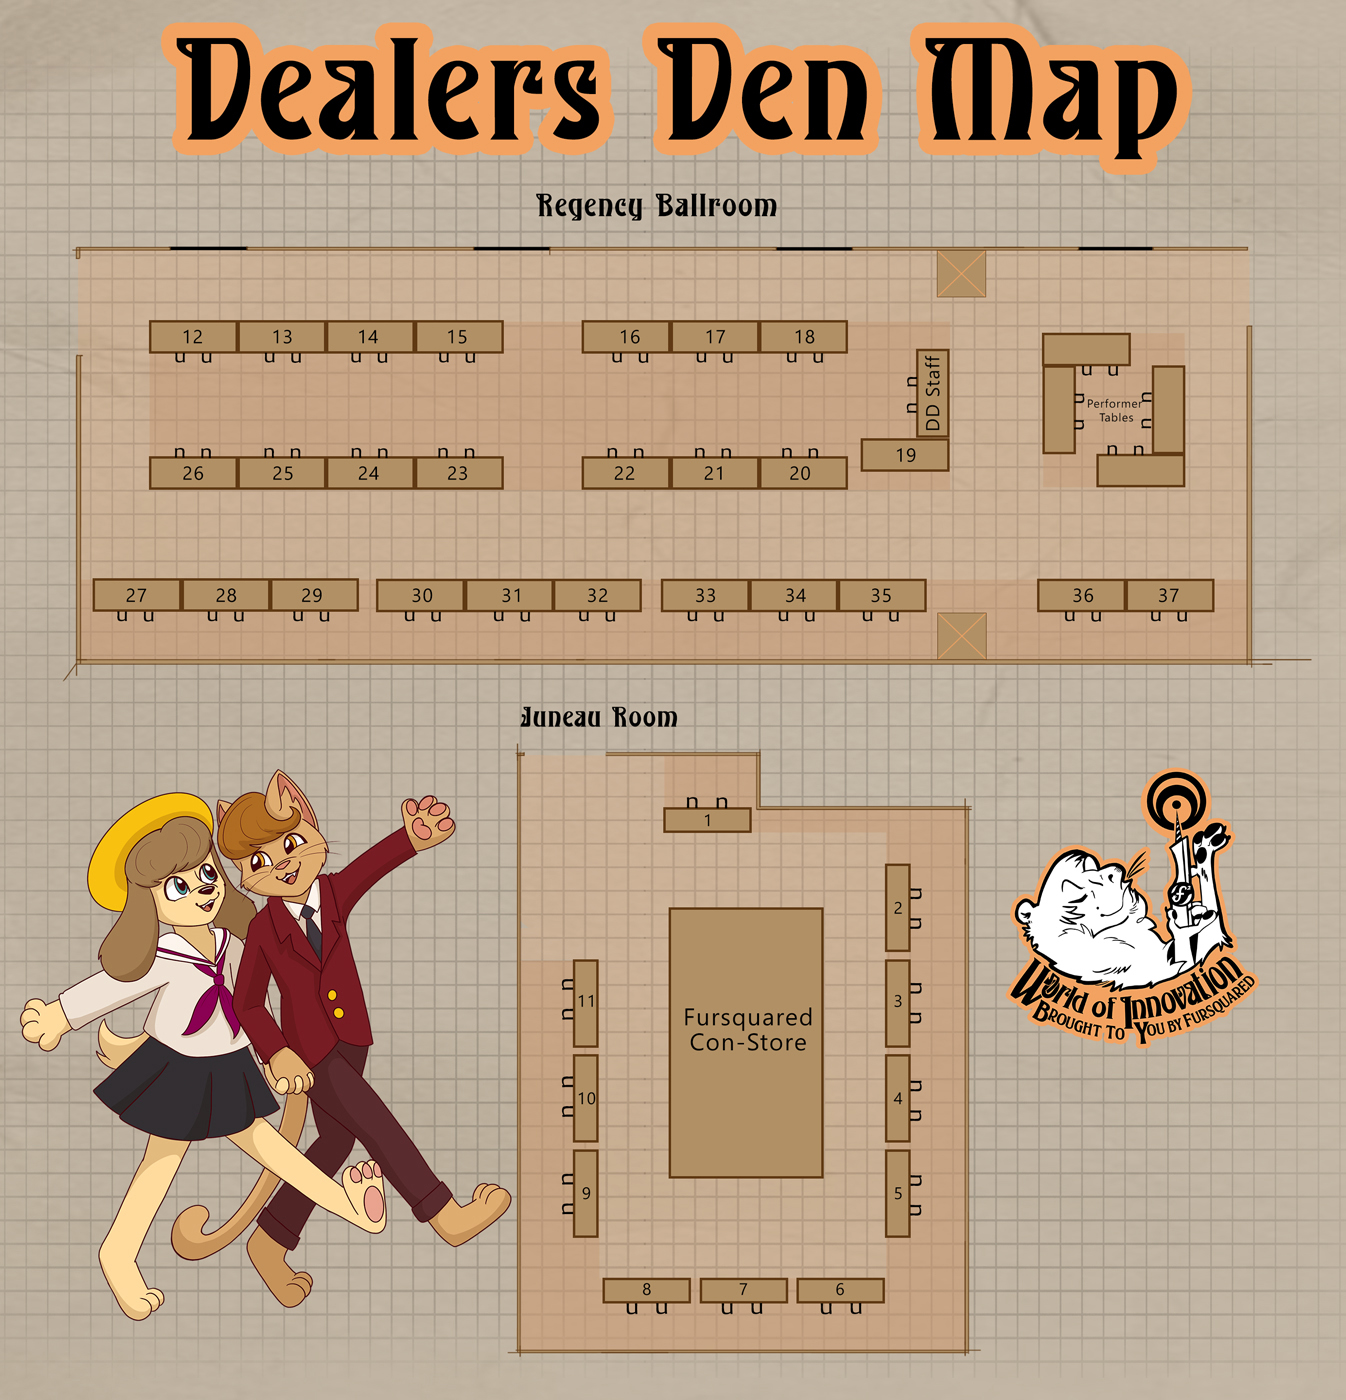 Dealers Den Map
Regency Ballroom
12 13 14 15 16 17 18
DD Staff
Performer
Tables
26 25 24 23 22 21 20 19
27 28 29 30 31 32 33 34 35 36 37
Juneau Room
1
2
11 3
Fursquared
Con-Store
10 4
9 5
8 7 6
World of Innovation
Brought to You by Fursquared